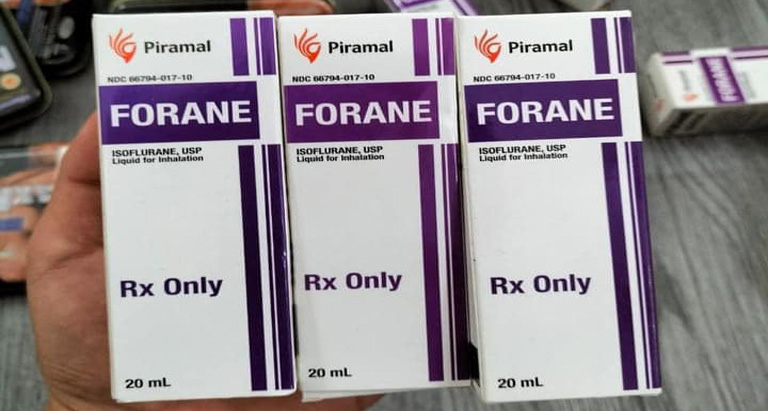 Piramal
NDC 66794-017-10
FORANE
ISOFLURANE, USP
Liquid for Inhalation
Rx Only
20 mL
Piramal
NDC 66794-017-10
FORANE
ISOFLURANE, USP
Liquid for Inhalation
Rx Only
20 mL
Piramal
NDC 66794-017-10
FORANE
ISOFLURANE, USP
Liquid for Inhalation
Rx Only
20 mL
Piramal
FORANE